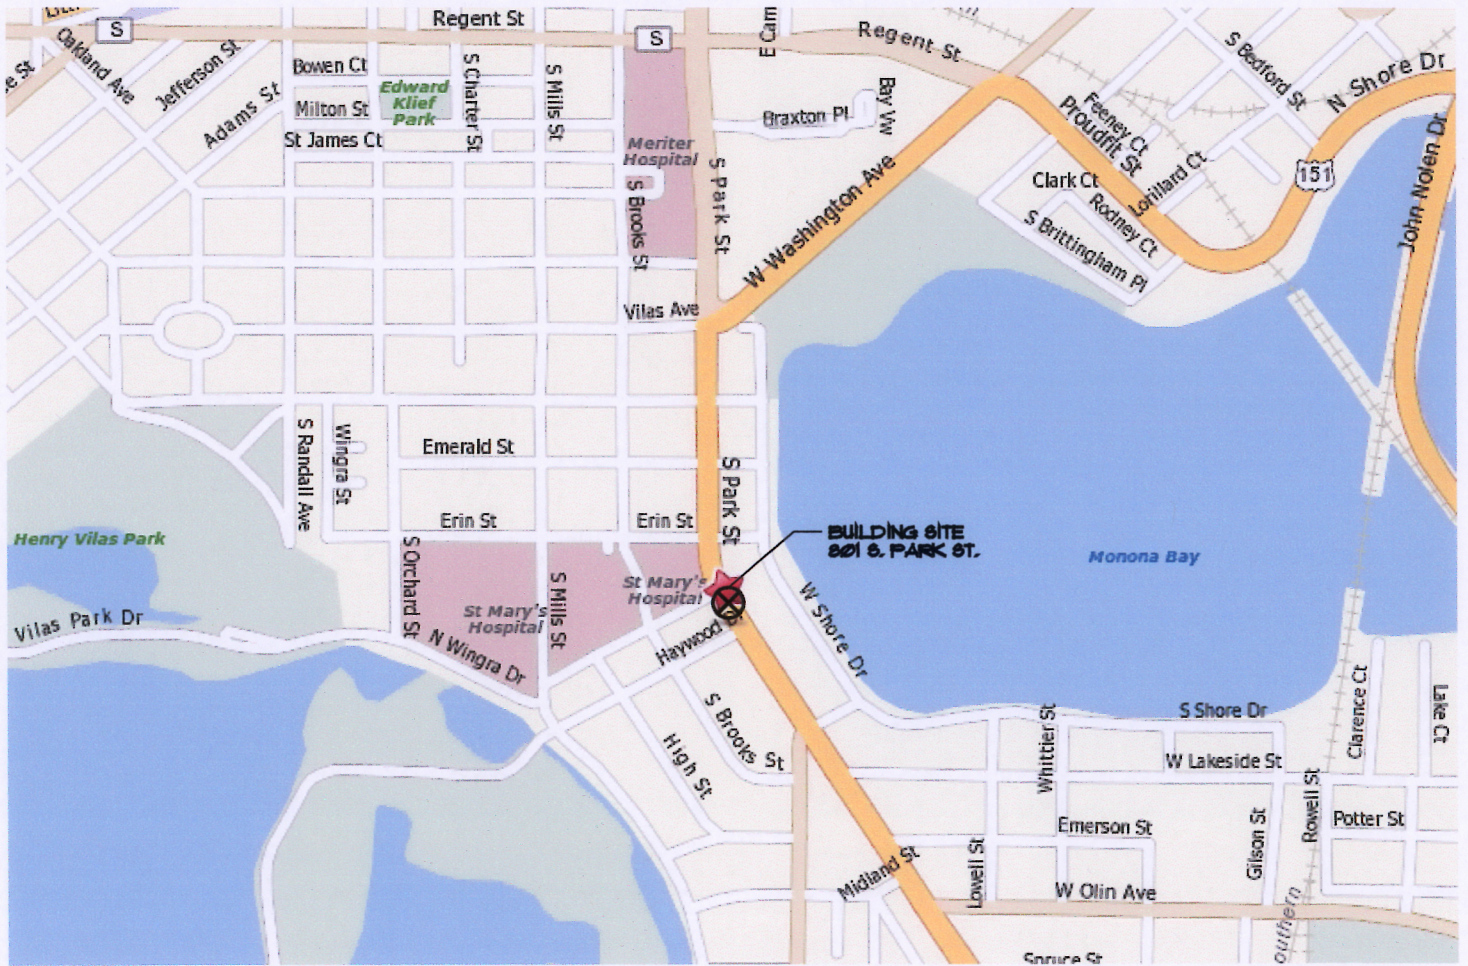 Regent St
S
S
E Cam
Regent St
S Bedford St
N Shore Dr
Oakland Ave
Jefferson St
Adams St
Bowen Ct
Milton St
St James Ct
Edward
Klief
Park
S Charter St
S Mills St
Meriter
Hospital
S Brooks St
S Park St
Braxton Pl
Bay Vw
W Washington Ave
Feeney Ct
Proudfit St
Lorillard Ct
Clark Ct
Rodney Ct
S Brittingham Pl
151
John Nolen Dr
Vilas Ave
S Randall Ave
Wingra St
Emerald St
Erin St
Erin St
S Park St
BUILDING SITE
801 S. PARK ST.
Monona Bay
Henry Vilas Park
Vilas Park Dr
S Orchard St
N Wingra Dr
St Mary's
Hospital
S Mills St
St Mary's
Hospital
Haywood Dr
W Shore Dr
S Brooks St
High St
Whittier St
S Shore Dr
W Lakeside St
Clarence Ct
Lake Ct
Rowell St
Potter St
Emerson St
Gilson St
Midland St
Lowell St
W Olin Ave
Spruce St
outhern